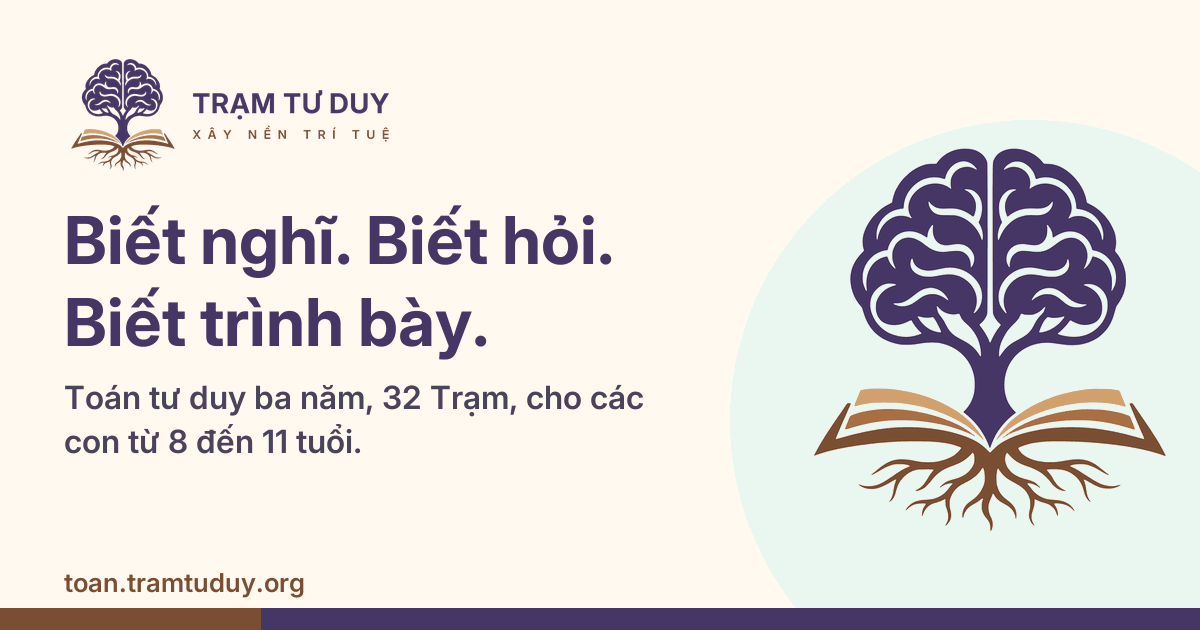 TRẠM TƯ DUY
XÂY NỀN TRÍ TUỆ
Biết nghĩ. Biết hỏi.
Biết trình bày.
Toán tư duy ba năm, 32 Trạm, cho các
con từ 8 đến 11 tuổi.
toan.tramtuduy.org